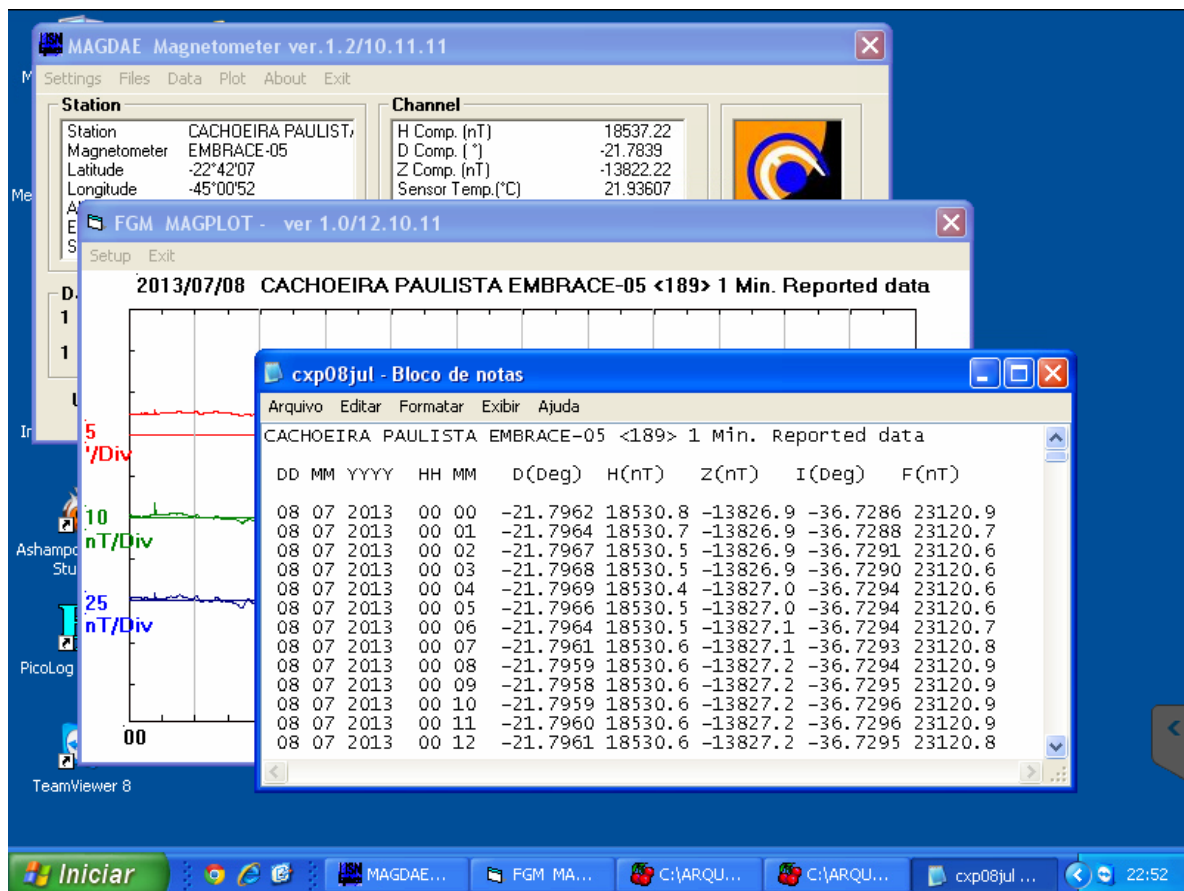 MAGDAE Magnetometer ver.1.2/10.11.11
Settings Files Data Plot About Exit
Station
Station CACHOEIRA PAULIST
Magnetometer EMBRACE-05
Latitude -22°42'07
Longitude -45°00'52
Channel
H Comp. (nT) 18537.22
D Comp. ( °) -21.7839
Z Comp. (nT) -13822.22
Sensor Temp.(°C) 21.93607
FGM MAGPLOT - ver 1.0/12.10.11
Setup Exit
2013/07/08 CACHOEIRA PAULISTA EMBRACE-05 <189> 1 Min. Reported data
D.
1
1
5
'/Div
10
nT/Div
25
nT/Div
00
cxp08jul - Bloco de notas
Arquivo Editar Formatar Exibir Ajuda
CACHOEIRA PAULISTA EMBRACE-05 <189> 1 Min. Reported data
DD MM YYYY HH MM D(Deg) H(nT) Z(nT) I(Deg) F(nT)
08 07 2013 00 00 -21.7962 18530.8 -13826.9 -36.7286 23120.9
08 07 2013 00 01 -21.7964 18530.7 -13826.9 -36.7288 23120.7
08 07 2013 00 02 -21.7967 18530.5 -13826.9 -36.7291 23120.6
08 07 2013 00 03 -21.7968 18530.5 -13826.9 -36.7290 23120.6
08 07 2013 00 04 -21.7969 18530.4 -13827.0 -36.7294 23120.6
08 07 2013 00 05 -21.7966 18530.5 -13827.0 -36.7294 23120.6
08 07 2013 00 06 -21.7964 18530.5 -13827.1 -36.7294 23120.7
08 07 2013 00 07 -21.7961 18530.6 -13827.1 -36.7293 23120.8
08 07 2013 00 08 -21.7959 18530.6 -13827.2 -36.7294 23120.9
08 07 2013 00 09 -21.7958 18530.6 -13827.2 -36.7295 23120.9
08 07 2013 00 10 -21.7959 18530.6 -13827.2 -36.7296 23120.9
08 07 2013 00 11 -21.7960 18530.6 -13827.2 -36.7296 23120.9
08 07 2013 00 12 -21.7961 18530.6 -13827.2 -36.7295 23120.8
Ashampo
Stu
PicoLog
TeamViewer 8
Iniciar
MAGDAE...
FGM MA...
C:\ARQU...
C:\ARQU...
cxp08jul ...
22:52